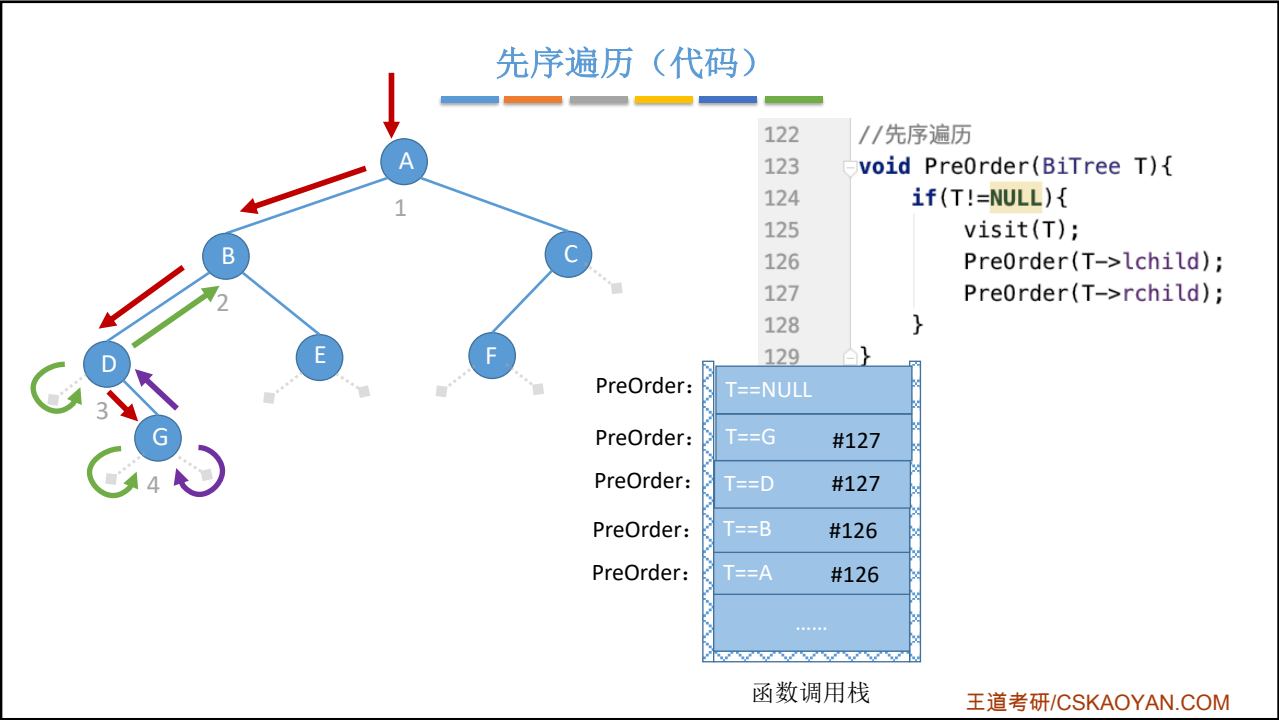 先序遍历（代码）
A
1
B
C
2
D
E
F
3
G
4
122 //先序遍历
123 void PreOrder(BiTree T){
124 if(T!=NULL){
125 visit(T);
126 PreOrder(T->lchild);
127 PreOrder(T->rchild);
128 }
129 }
PreOrder： T==NULL
PreOrder： T==G #127
PreOrder： T==D #127
PreOrder： T==B #126
PreOrder： T==A #126
……
函数调用栈
王道考研/CSKAOYAN.COM